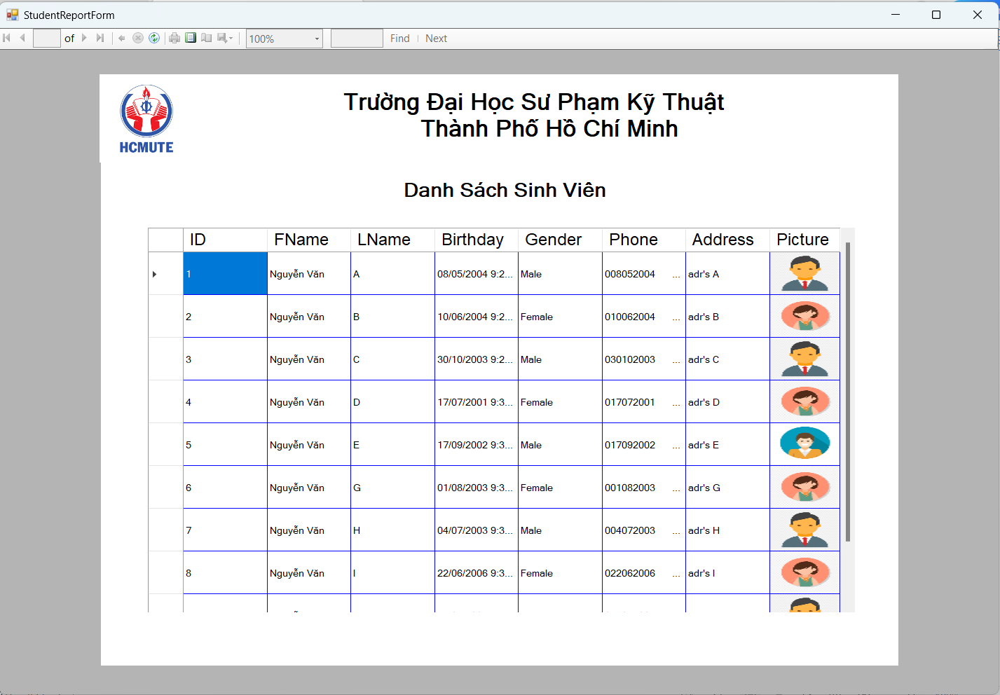 StudentReportForm
of 100% Find Next
HCMUTE
Trường Đại Học Sư Phạm Kỹ Thuật
Thành Phố Hồ Chí Minh
Danh Sách Sinh Viên
ID FName LName Birthday Gender Phone Address Picture
1 Nguyễn Văn A 08/05/2004 9:2... Male 008052004 ... adr's A
2 Nguyễn Văn B 10/06/2004 9:2... Female 010062004 ... adr's B
3 Nguyễn Văn C 30/10/2003 9:2... Male 030102003 ... adr's C
4 Nguyễn Văn D 17/07/2001 9:3... Female 017072001 ... adr's D
5 Nguyễn Văn E 17/09/2002 9:3... Male 017092002 ... adr's E
6 Nguyễn Văn G 01/08/2003 9:3... Female 001082003 ... adr's G
7 Nguyễn Văn H 04/07/2003 9:3... Male 004072003 ... adr's H
8 Nguyễn Văn I 22/06/2006 9:3... Female 022062006 ... adr's I